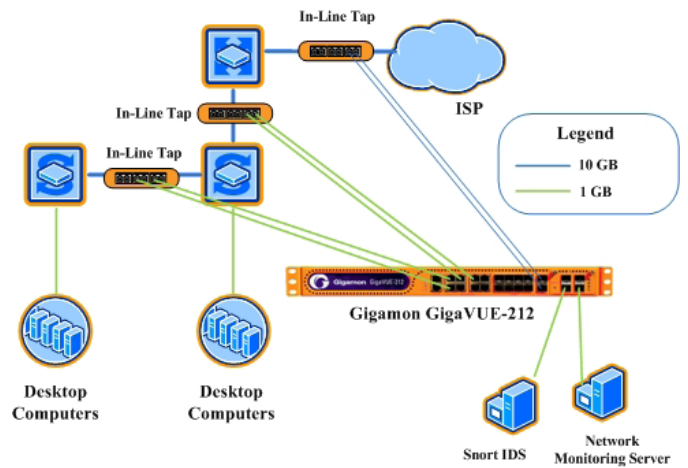 In-Line Tap
ISP
In-Line Tap
Legend
10 GB
1 GB
In-Line Tap
Gigamon GigaVUE-212
Gigamon GigaVUE-212
Desktop
Computers
Desktop
Computers
Snort IDS
Network
Monitoring Server